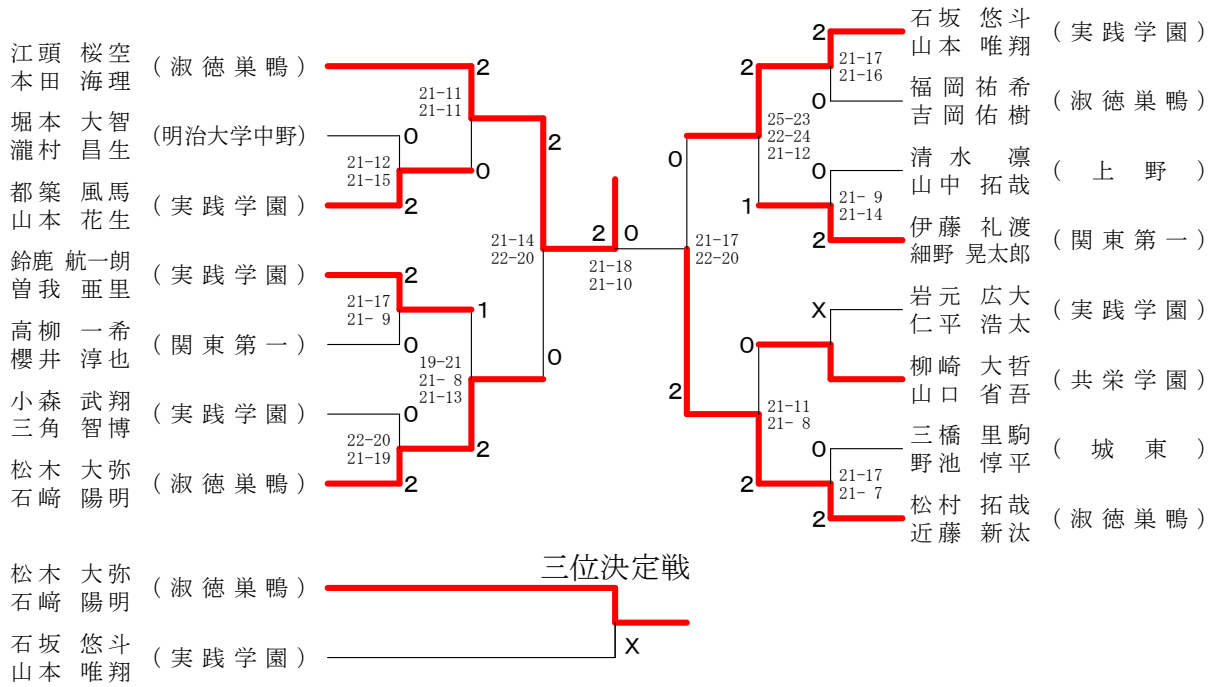 江頭 桜空
本田 海理
(淑徳巣鴨)
堀本 大智
瀧村 昌生
(明治大学中野)
都築 風馬
山本 花生
(実践学園)
鈴鹿 航一朗
曽我 亜里
(実践学園)
高柳 一希
櫻井 淳也
(関東第一)
小森 武翔
三角 智博
(実践学園)
松木 大弥
石﨑 陽明
(淑徳巣鴨)
2
21-11
21-11
0
0
21-12
21-15
2
2
21-17
21- 9
0
1
19-21
21- 8
21-13
2
0
22-20
21-19
2
2
21-14
22-20
0
2
0
21-18
21-10
0
21-17
22-20
2
2
25-23
22-24
21-12
1
2
21-17
21-16
0
0
21- 9
21-14
2
X
0
21-11
21- 8
2
0
21-17
21- 7
2
石坂 悠斗
山本 唯翔
(実践学園)
福岡祐希
吉岡佑樹
(淑徳巣鴨)
清水 凛
山中拓哉
(上野)
伊藤 礼渡
細野 晃太郎
(関東第一)
岩元 広大
仁平 浩太
(実践学園)
柳崎 大哲
山口 省吾
(共栄学園)
三橋 里駒
野池 惇平
(城東)
松村 拓哉
近藤 新汰
(淑徳巣鴨)
三位決定戦
松木 大弥
石﨑 陽明
(淑徳巣鴨)
石坂 悠斗
山本 唯翔
(実践学園)
X